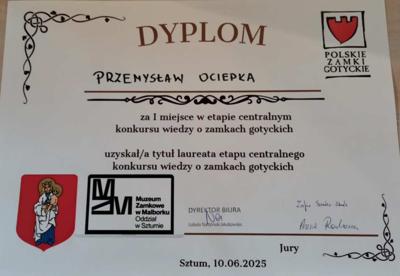 DYPLOM
POLSKIE
ZAMKI
GOTYCKIE
PRZEMYSŁAW OCIEPKA
za I miejsce w etapie centralnym
konkursu wiedzy o zamkach gotyckich
uzyskał/a tytuł laureata etapu centralnego
konkursu wiedzy o zamkach gotyckich
Muzeum
Zamkowe
w Malborku
Oddział
w Sztumie
DYREKTOR BIURA
Jury
Sztum, 10.06.2025